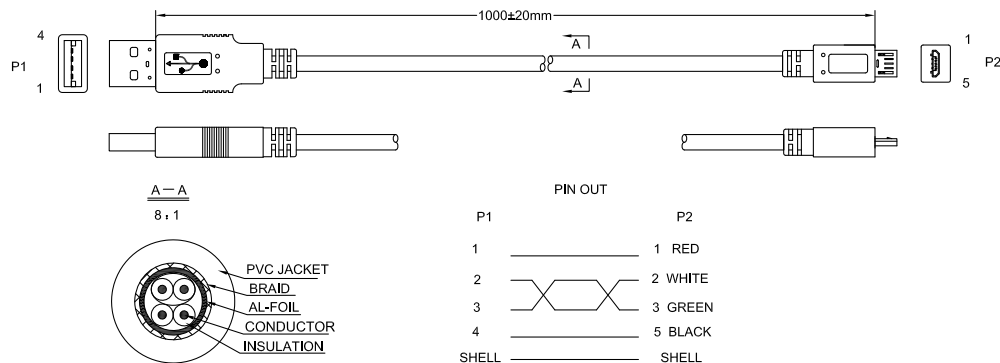 1000±20mm
4
P1
1
A
A
1
P2
5
A—A
8:1
PVC JACKET
BRAID
AL-FOIL
CONDUCTOR
INSULATION
PIN OUT
P1 P2
1 1 RED
2 2 WHITE
3 3 GREEN
4 5 BLACK
SHELL SHELL